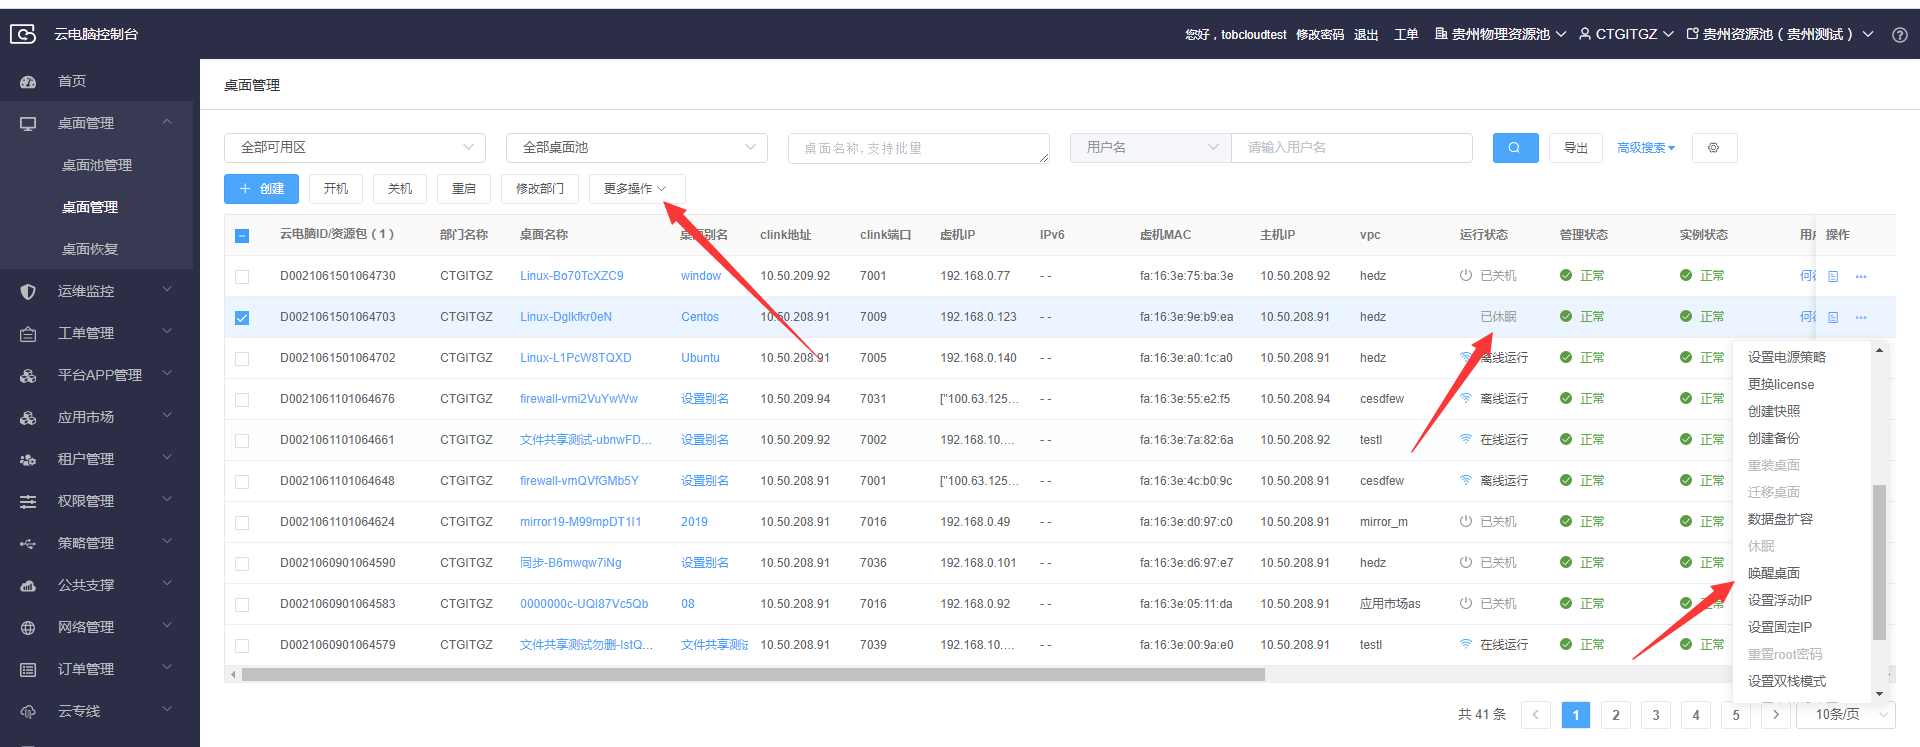 云电脑控制台
您好，tobcloudtest 修改密码 退出 工单 贵州物理资源池 CTGITGZ 贵州资源池（贵州测试）
首页
桌面管理
桌面池管理
桌面管理
桌面恢复
运维监控
工单管理
平台APP管理
应用市场
租户管理
权限管理
策略管理
公共支撑
网络管理
订单管理
云专线
桌面管理
全部可用区 全部桌面池 桌面名称,支持批量 用户名 请输入用户名 导出 高级搜索
创建 开机 关机 重启 修改部门 更多操作
云电脑ID/资源包（1） 部门名称 桌面名称 桌面别名 clink地址 clink端口 虚机IP IPv6 虚机MAC 主机IP vpc 运行状态 管理状态 实例状态 用户 操作
D0021061501064730 CTGITGZ Linux-Bo70TcXZC9 window 10.50.209.92 7001 192.168.0.77 - - fa:16:3e:75:ba:3e 10.50.208.92 hedz 已关机 正常 正常
D0021061501064703 CTGITGZ Linux-Dglkfkr0eN Centos 10.50.208.91 7009 192.168.0.123 - - fa:16:3e:9e:b9:ea 10.50.208.91 hedz 已休眠 正常 正常
D0021061501064702 CTGITGZ Linux-L1PcW8TQXD Ubuntu 10.50.208.91 7005 192.168.0.140 - - fa:16:3e:a0:1c:a0 10.50.208.91 hedz 离线运行 正常 正常
D0021061101064676 CTGITGZ firewall-vmi2VuYwWw 设置别名 10.50.209.94 7031 ["100.63.125... - - fa:16:3e:55:e2:f5 10.50.208.94 cesdfew 离线运行 正常 正常
D0021061101064661 CTGITGZ 文件共享测试-ubnwFD... 设置别名 10.50.209.92 7002 192.168.10.... - - fa:16:3e:7a:82:6a 10.50.208.92 testl 在线运行 正常 正常
D0021061101064648 CTGITGZ firewall-vmQVfGMb5Y 设置别名 10.50.208.91 7001 ["100.63.125... - - fa:16:3e:4c:b0:9c 10.50.208.91 cesdfew 离线运行 正常 正常
D0021061101064624 CTGITGZ mirror19-M99mpDT1I1 2019 10.50.208.91 7016 192.168.0.49 - - fa:16:3e:d0:97:c0 10.50.208.91 mirror_m 已关机 正常 正常
D0021060901064590 CTGITGZ 同步-B6mwqw7iNg 设置别名 10.50.208.91 7036 192.168.0.101 - - fa:16:3e:d6:97:e7 10.50.208.91 hedz 已关机 正常 正常
D0021060901064583 CTGITGZ 0000000c-UQI87Vc5Qb 08 10.50.208.91 7016 192.168.0.92 - - fa:16:3e:05:11:da 10.50.208.91 应用市场as 已关机 正常 正常
D0021060901064579 CTGITGZ 文件共享测试勿删-IstQ... 文件共享测试 10.50.208.91 7039 192.168.10.... - - fa:16:3e:00:9a:e0 10.50.208.91 testl 在线运行 正常 正常
设置电源策略
更换license
创建快照
创建备份
重装桌面
迁移桌面
数据盘扩容
休眠
唤醒桌面
设置浮动IP
设置固定IP
重置root密码
设置双栈模式
共 41 条 1 2 3 4 5 10条/页